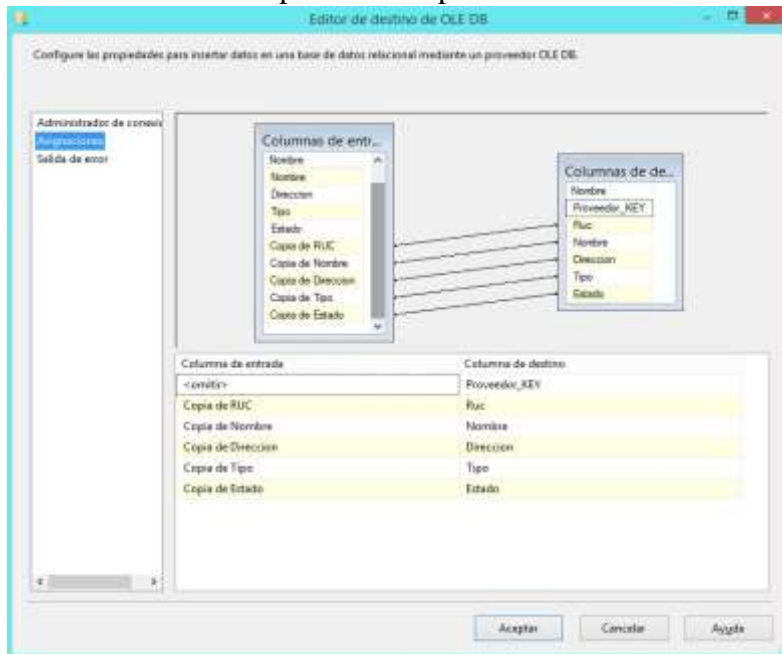 Editor de destino de OLE DB
Configure las propiedades para insertar datos en una base de datos relacional mediante un proveedor OLE DB.
Administrador de conexi
Asignaciones
Salida de error
Columnas de entr...
Nombre
Nombre
Direccion
Tipo
Estado
Copia de RUC
Copia de Nombre
Copia de Direccion
Copia de Tipo
Copia de Estado
Columnas de de...
Nombre
Proveedor_KEY
Ruc
Nombre
Direccion
Tipo
Estado
Columna de entrada Columna de destino
<omitir> Proveedor_KEY
Copia de RUC Ruc
Copia de Nombre Nombre
Copia de Direccion Direccion
Copia de Tipo Tipo
Copia de Estado Estado
Aceptar Cancelar Ayuda